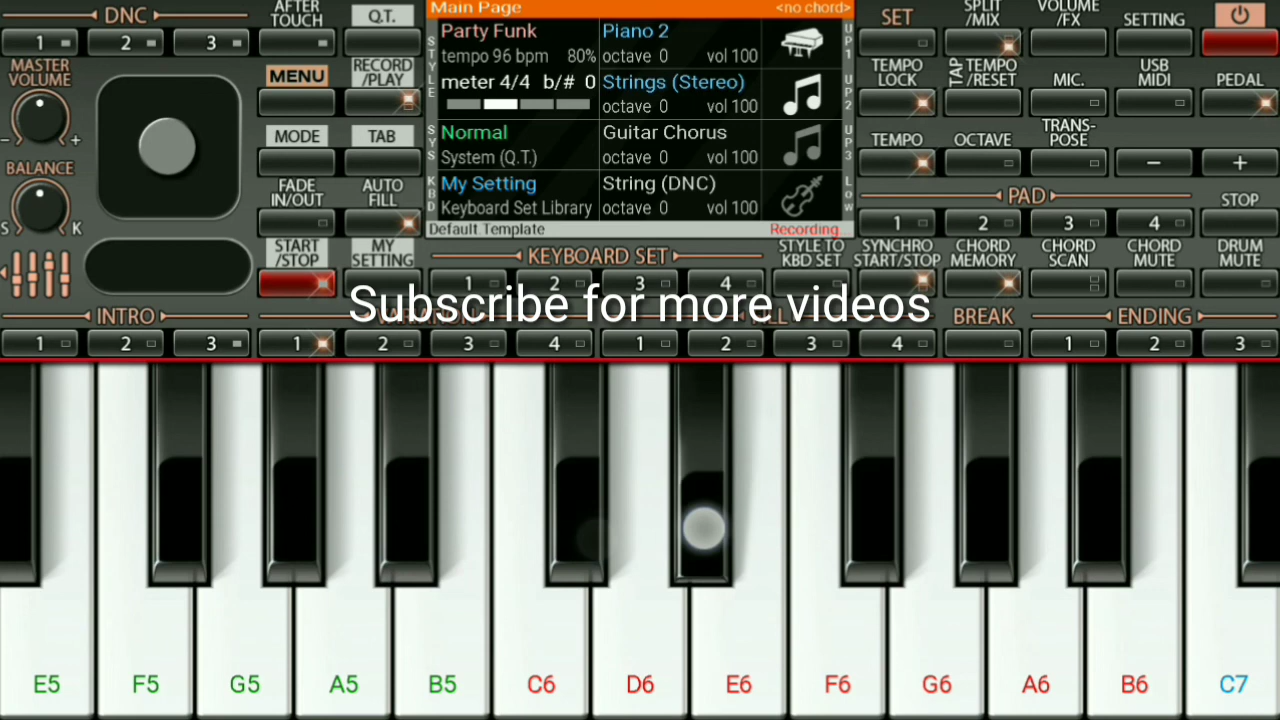 DNC
AFTER TOUCH
Q.T.
1
2
3
MASTER VOLUME
MENU
RECORD /PLAY
- +
MODE
TAB
BALANCE
FADE IN/OUT
AUTO FILL
S K
START /STOP
MY SETTING
Main Page <no chord>
STYLE
Party Funk
tempo 96 bpm 80%
meter 4/4 b/# 0
SYS
Normal
System (Q.T.)
KBD
My Setting
Keyboard Set Library
Piano 2
octave 0 vol 100
UP1
Strings (Stereo)
octave 0 vol 100
UP2
Guitar Chorus
octave 0 vol 100
UP3
String (DNC)
octave 0 vol 100
Low
Default Template Recording...
SET
SPLIT /MIX
VOLUME /FX
SETTING
TEMPO LOCK
TAP TEMPO /RESET
MIC.
USB MIDI
PEDAL
TEMPO
OCTAVE
TRANS- POSE
−
+
PAD
STOP
1
2
3
4
KEYBOARD SET
STYLE TO KBD SET
SYNCHRO START/STOP
CHORD MEMORY
CHORD SCAN
CHORD MUTE
DRUM MUTE
1
2
3
4
Subscribe for more videos
INTRO
BREAK
ENDING
1
2
3
1
2
3
4
1
2
3
4
1
2
3
E5 F5 G5 A5 B5 C6 D6 E6 F6 G6 A6 B6 C7